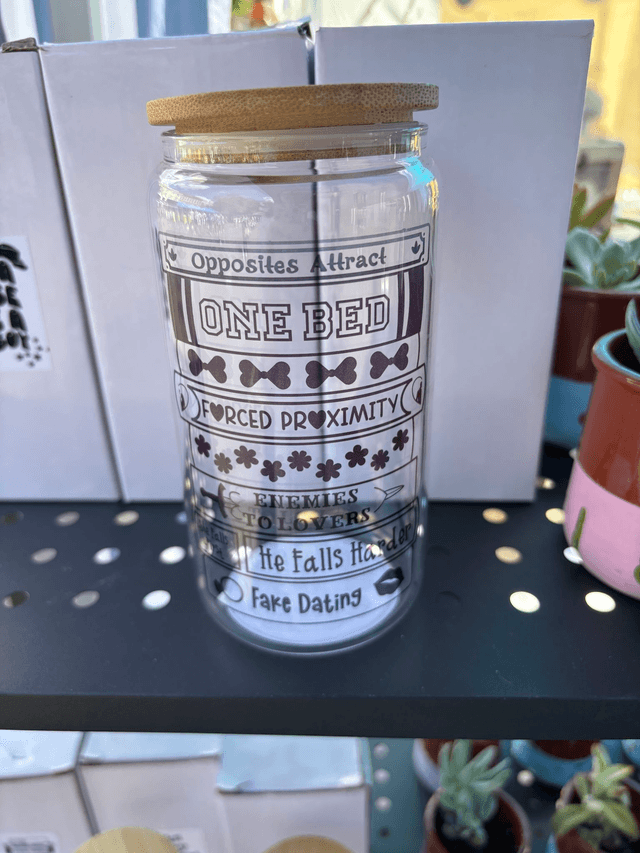 Opposites Attract
ONE BED
FORCED PROXIMITY
ENEMIES
TO LOVERS
He Falls Harder
Fake Dating